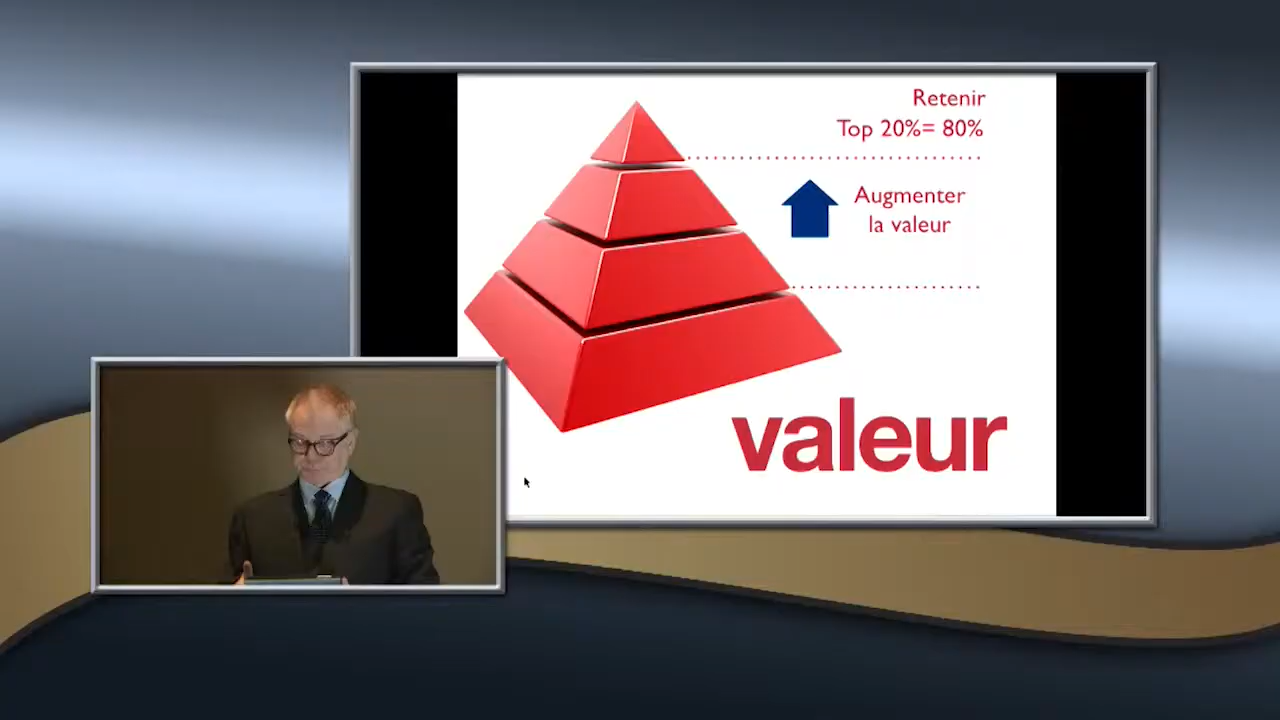 Retenir
Top 20%= 80%
Augmenter
la valeur
valeur